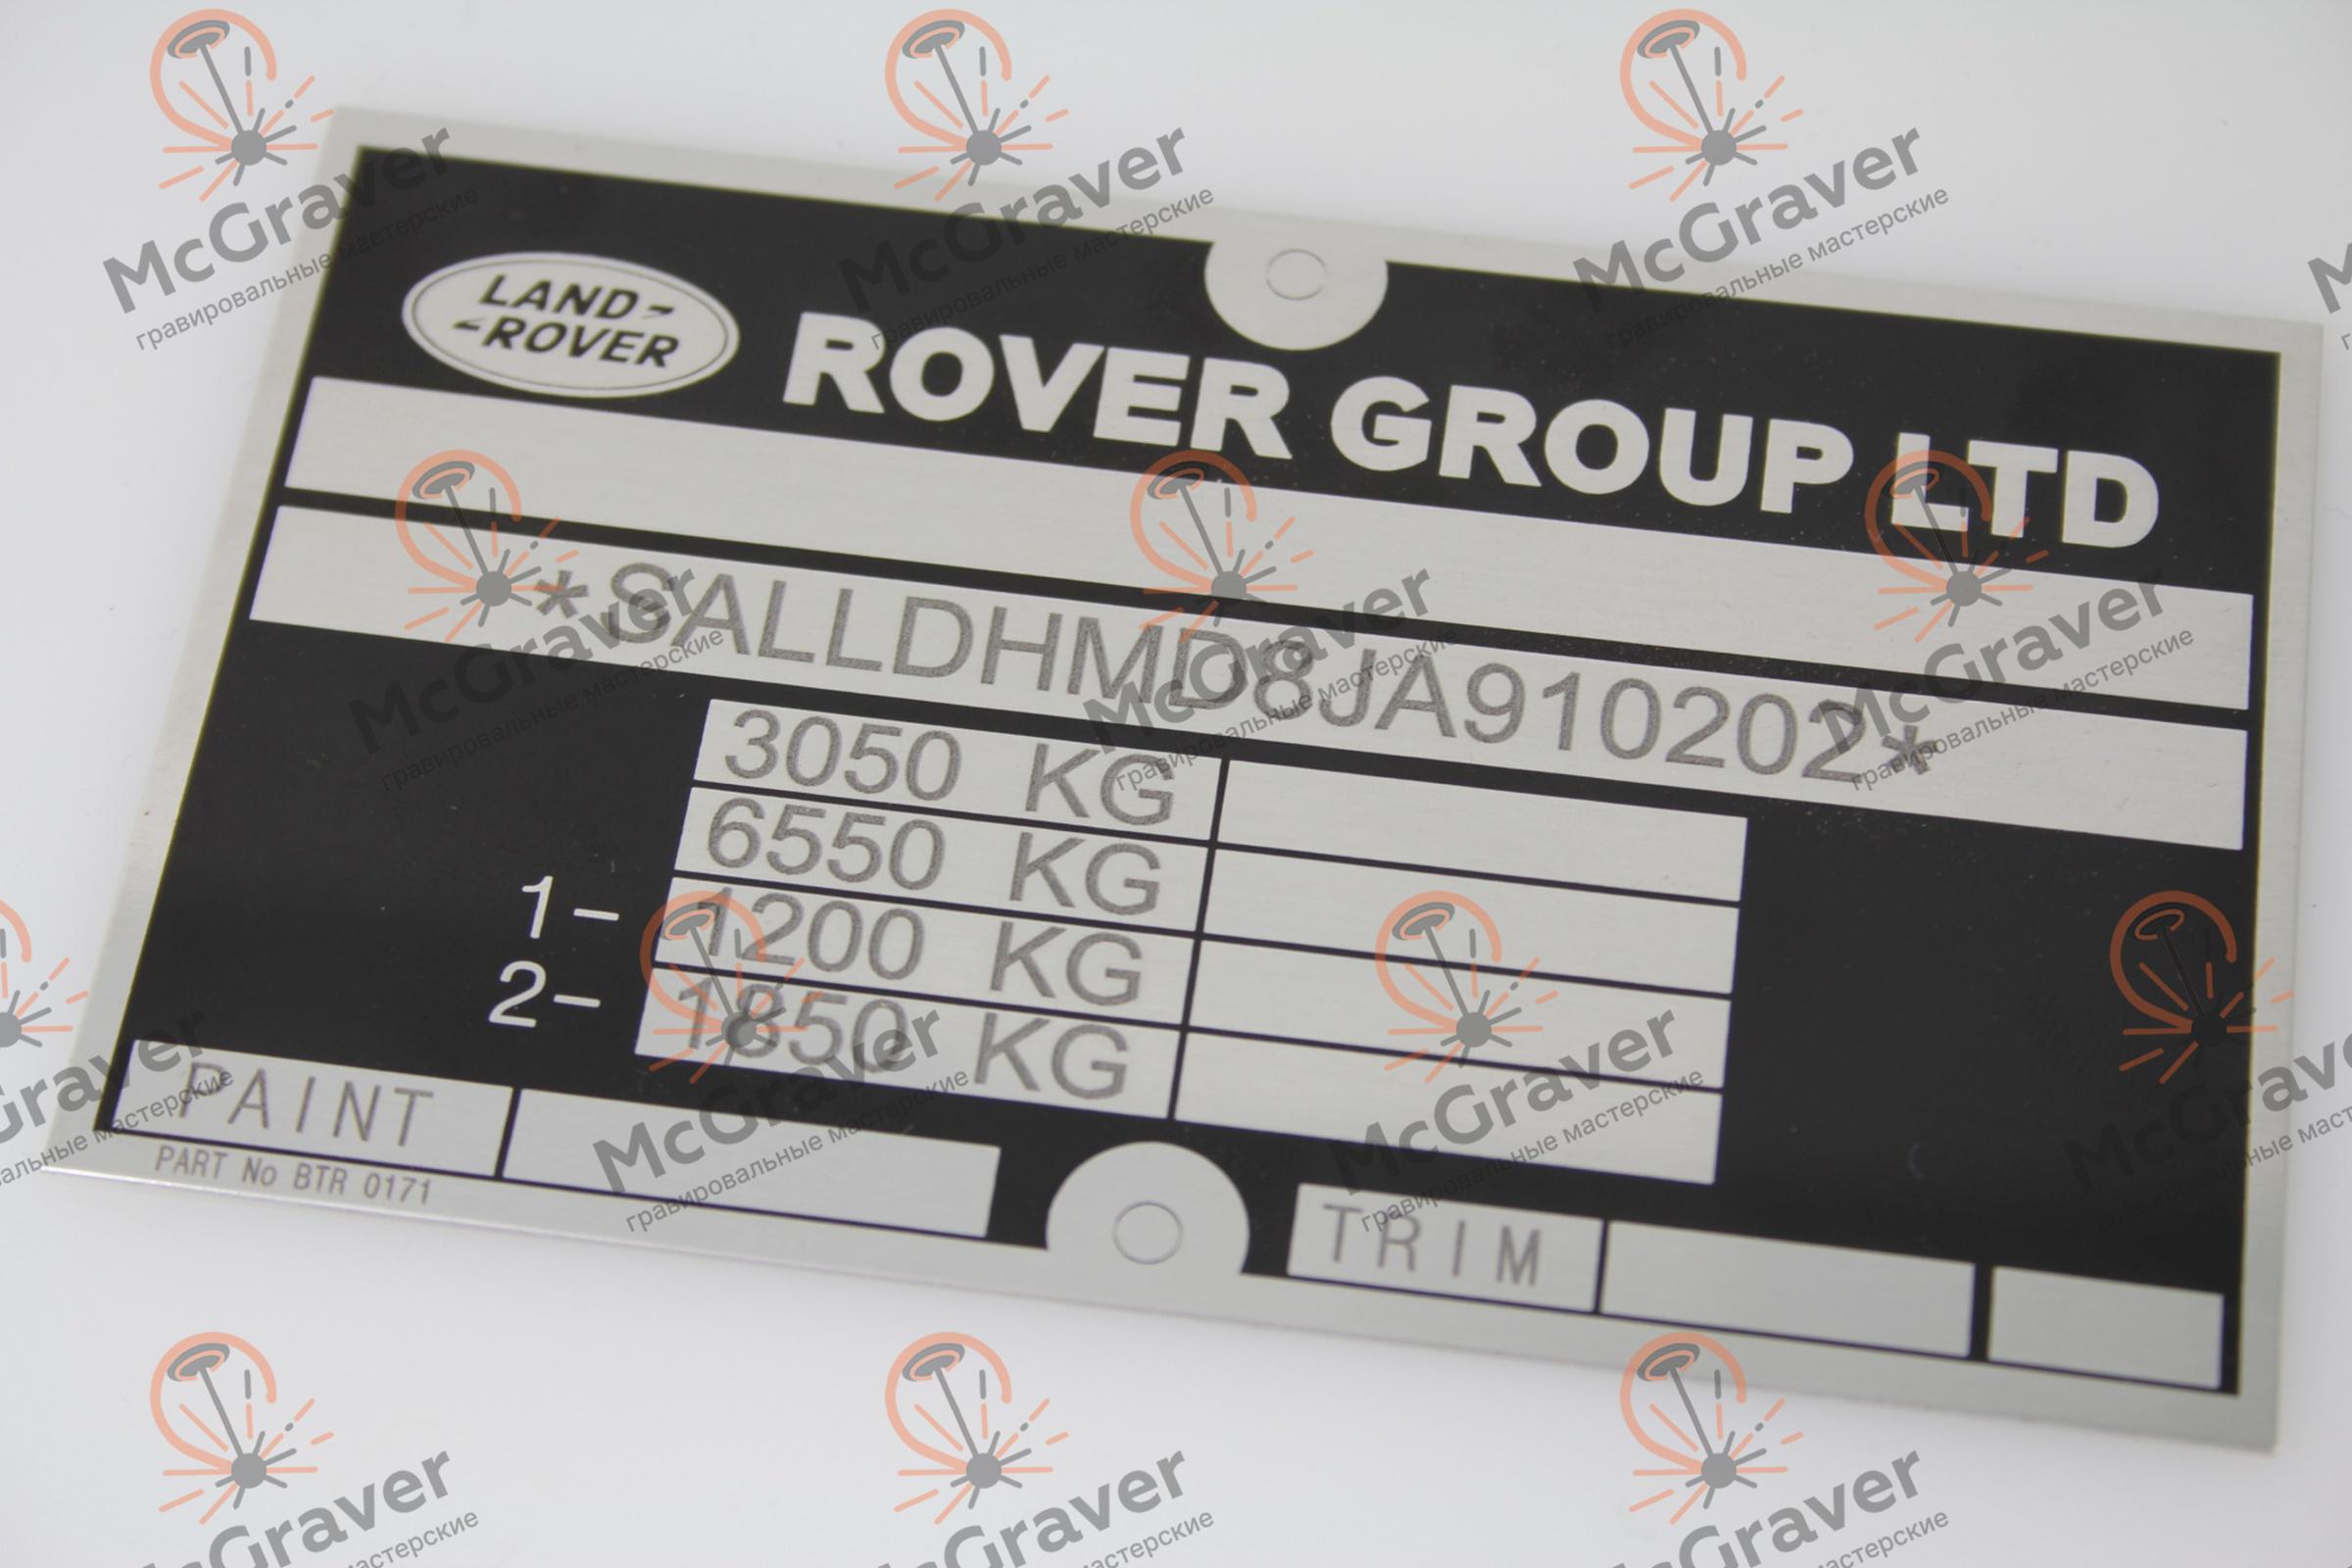 LAND-
-ROVER
ROVER GROUP LTD
*SALLDHMD8JA910202*
3050 KG
6550 KG
1- 1200 KG
2- 1850 KG
PAINT
TRIM
PART No BTR 0171
McGraver
гравировальные мастерские